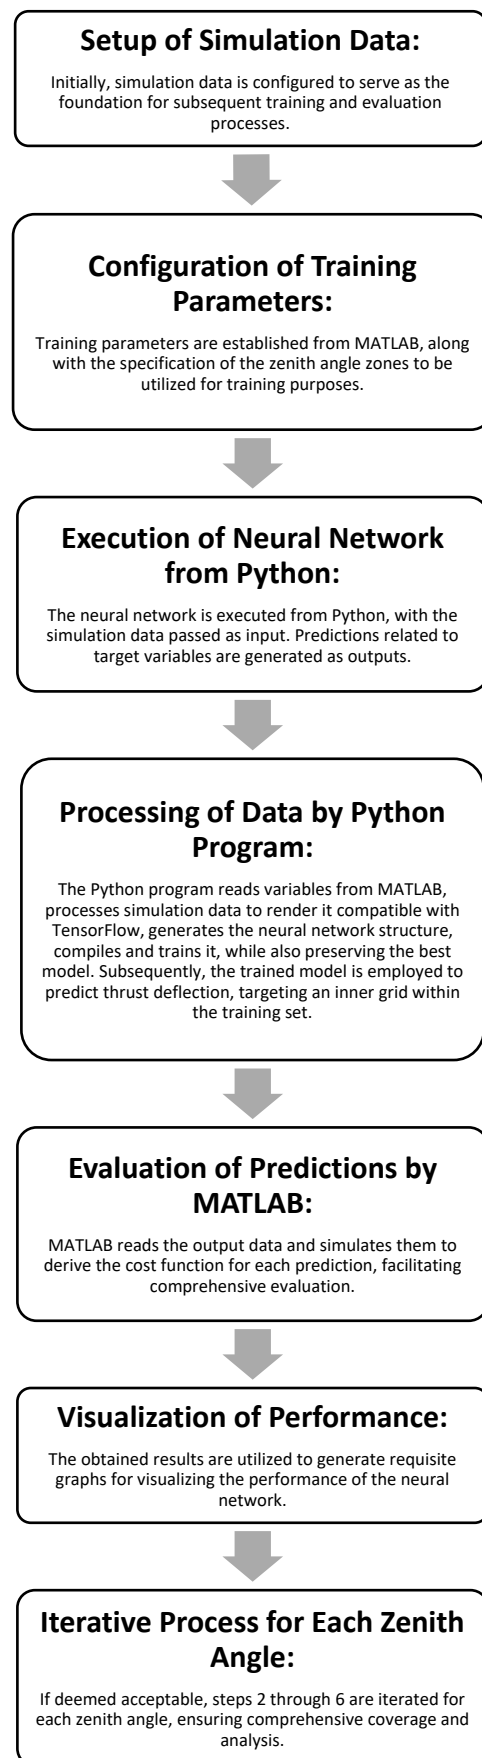 Setup of Simulation Data:
Initially, simulation data is configured to serve as the
foundation for subsequent training and evaluation
processes.
Configuration of Training
Parameters:
Training parameters are established from MATLAB, along
with the specification of the zenith angle zones to be
utilized for training purposes.
Execution of Neural Network
from Python:
The neural network is executed from Python, with the
simulation data passed as input. Predictions related to
target variables are generated as outputs.
Processing of Data by Python
Program:
The Python program reads variables from MATLAB,
processes simulation data to render it compatible with
TensorFlow, generates the neural network structure,
compiles and trains it, while also preserving the best
model. Subsequently, the trained model is employed to
predict thrust deflection, targeting an inner grid within
the training set.
Evaluation of Predictions by
MATLAB:
MATLAB reads the output data and simulates them to
derive the cost function for each prediction, facilitating
comprehensive evaluation.
Visualization of Performance:
The obtained results are utilized to generate requisite
graphs for visualizing the performance of the neural
network.
Iterative Process for Each Zenith
Angle:
If deemed acceptable, steps 2 through 6 are iterated for
each zenith angle, ensuring comprehensive coverage and
analysis.